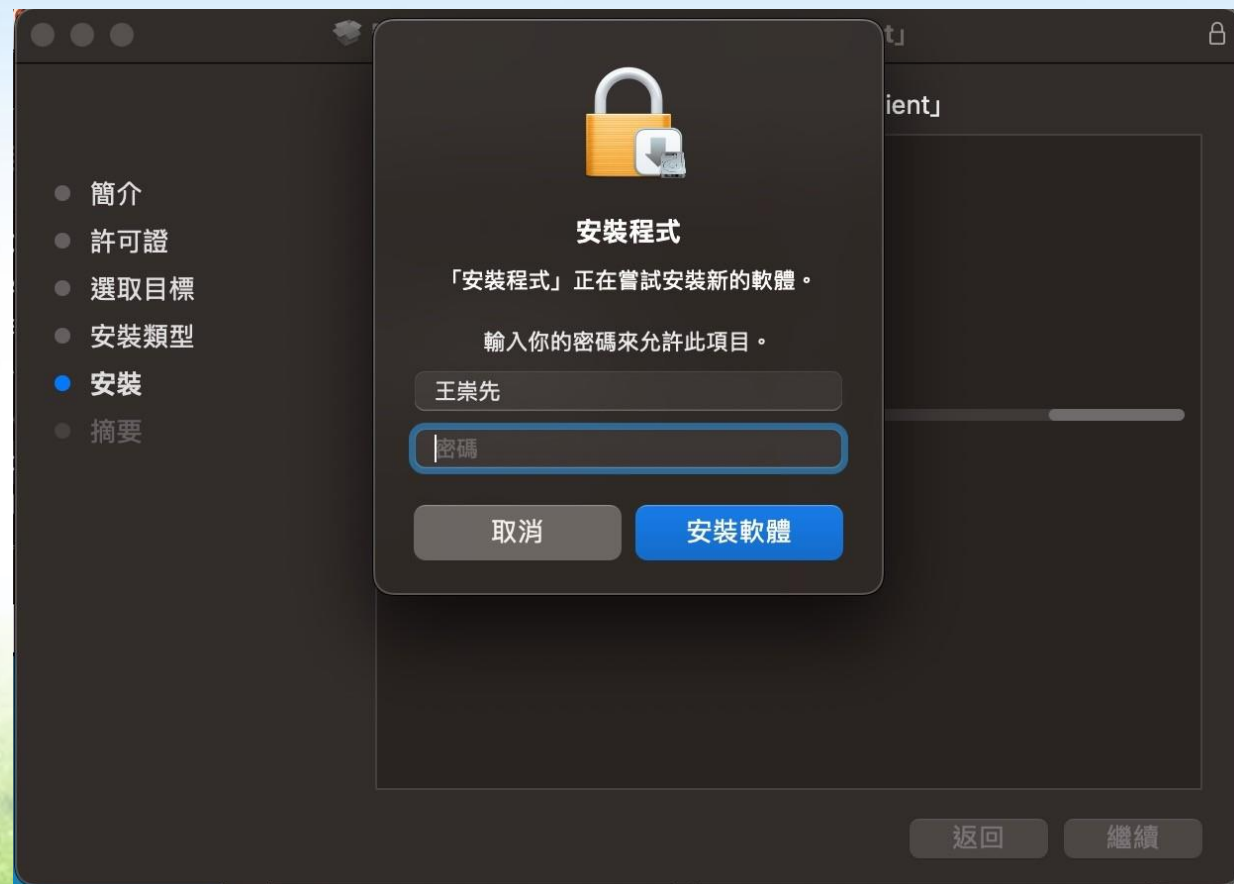 t」
ient」
簡介
許可證
選取目標
安裝類型
安裝
摘要
安裝程式
「安裝程式」正在嘗試安裝新的軟體。
輸入你的密碼來允許此項目。
王崇先
密碼
取消
安裝軟體
返回
繼續